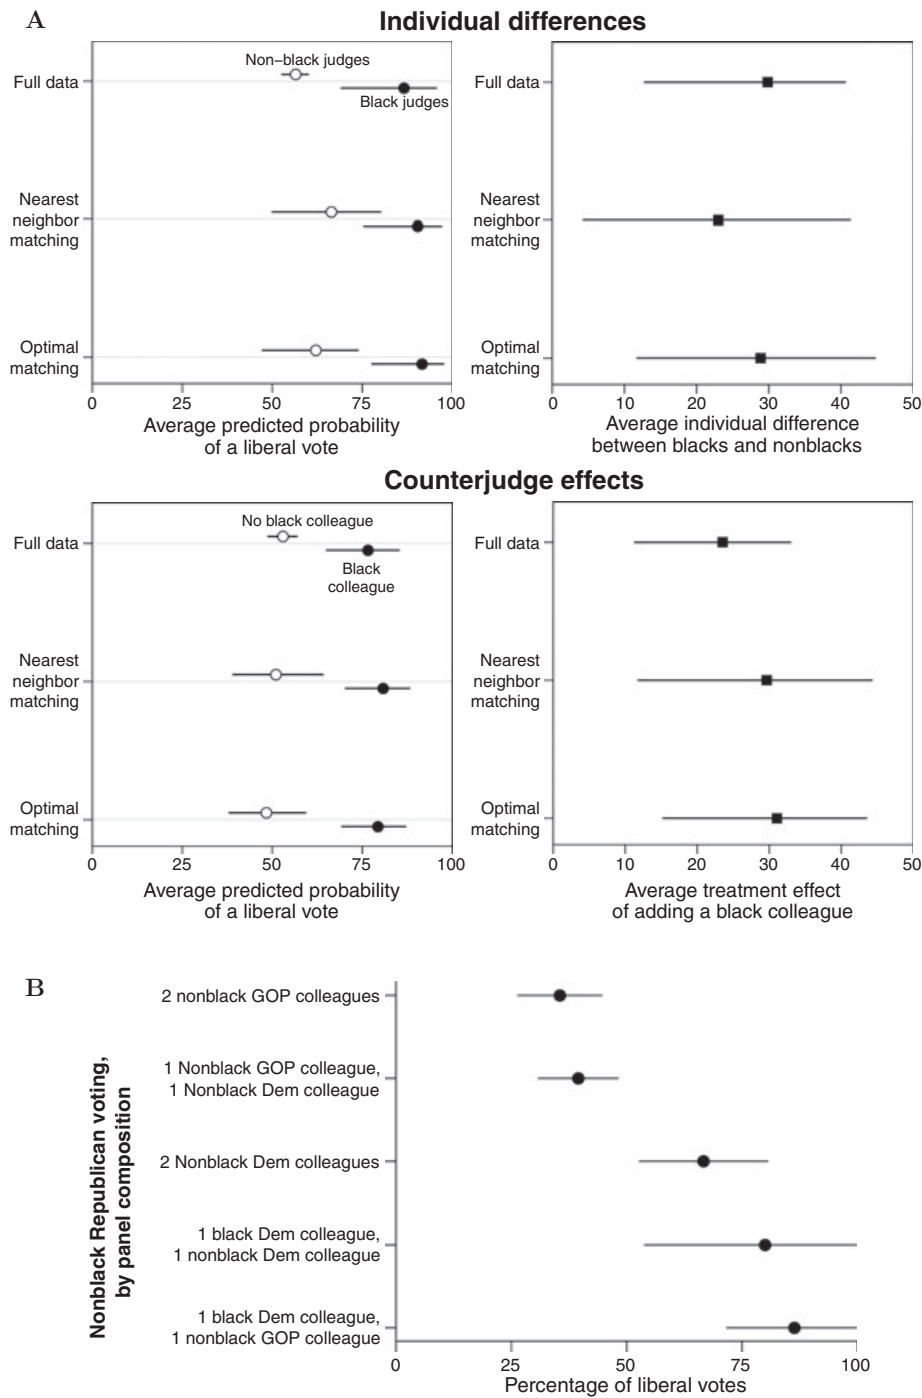 A
Individual differences
Full data
Non−black judges
Black judges
Nearest
neighbor
matching
Optimal
matching
0 25 50 75 100
Average predicted probability
of a liberal vote
Full data
Nearest
neighbor
matching
Optimal
matching
0 10 20 30 40 50
Average individual difference
between blacks and nonblacks
Counterjudge effects
Full data
No black colleague
Black
colleague
Nearest
neighbor
matching
Optimal
matching
0 25 50 75 100
Average predicted probability
of a liberal vote
Full data
Nearest
neighbor
matching
Optimal
matching
0 10 20 30 40 50
Average treatment effect
of adding a black colleague
B
Nonblack Republican voting,
by panel composition
2 nonblack GOP colleagues
1 Nonblack GOP colleague,
1 Nonblack Dem colleague
2 Nonblack Dem colleagues
1 black Dem colleague,
1 nonblack Dem colleague
1 black Dem colleague,
1 nonblack GOP colleague
0 25 50 75 100
Percentage of liberal votes